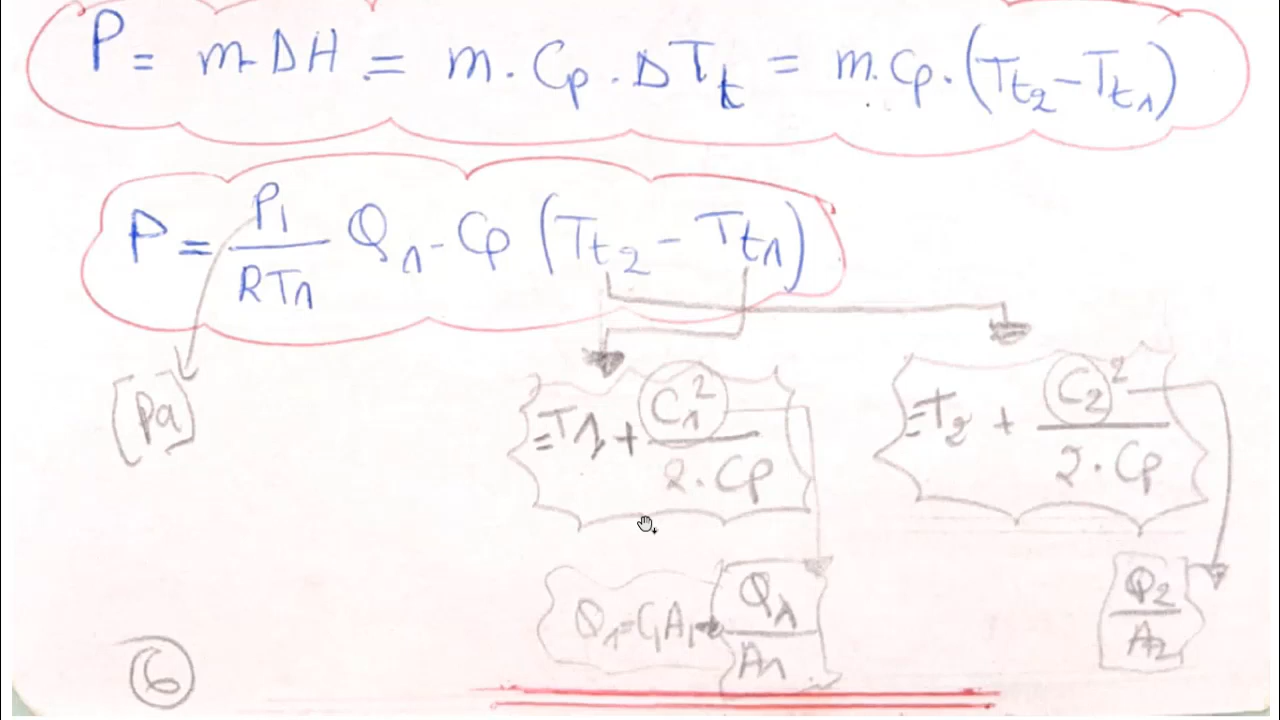 P = m·ΔH = m · Cp · ΔTt = m·Cp·(Tt2 − Tt1)
P = P1/RT1 Q1 · Cp (Tt2 − Tt1)
[Pa]
= T1 + C1²/2·Cp
= T2 + C2²/2·Cp
Q1=C1A1 Q1/A1
Q2/A2
6